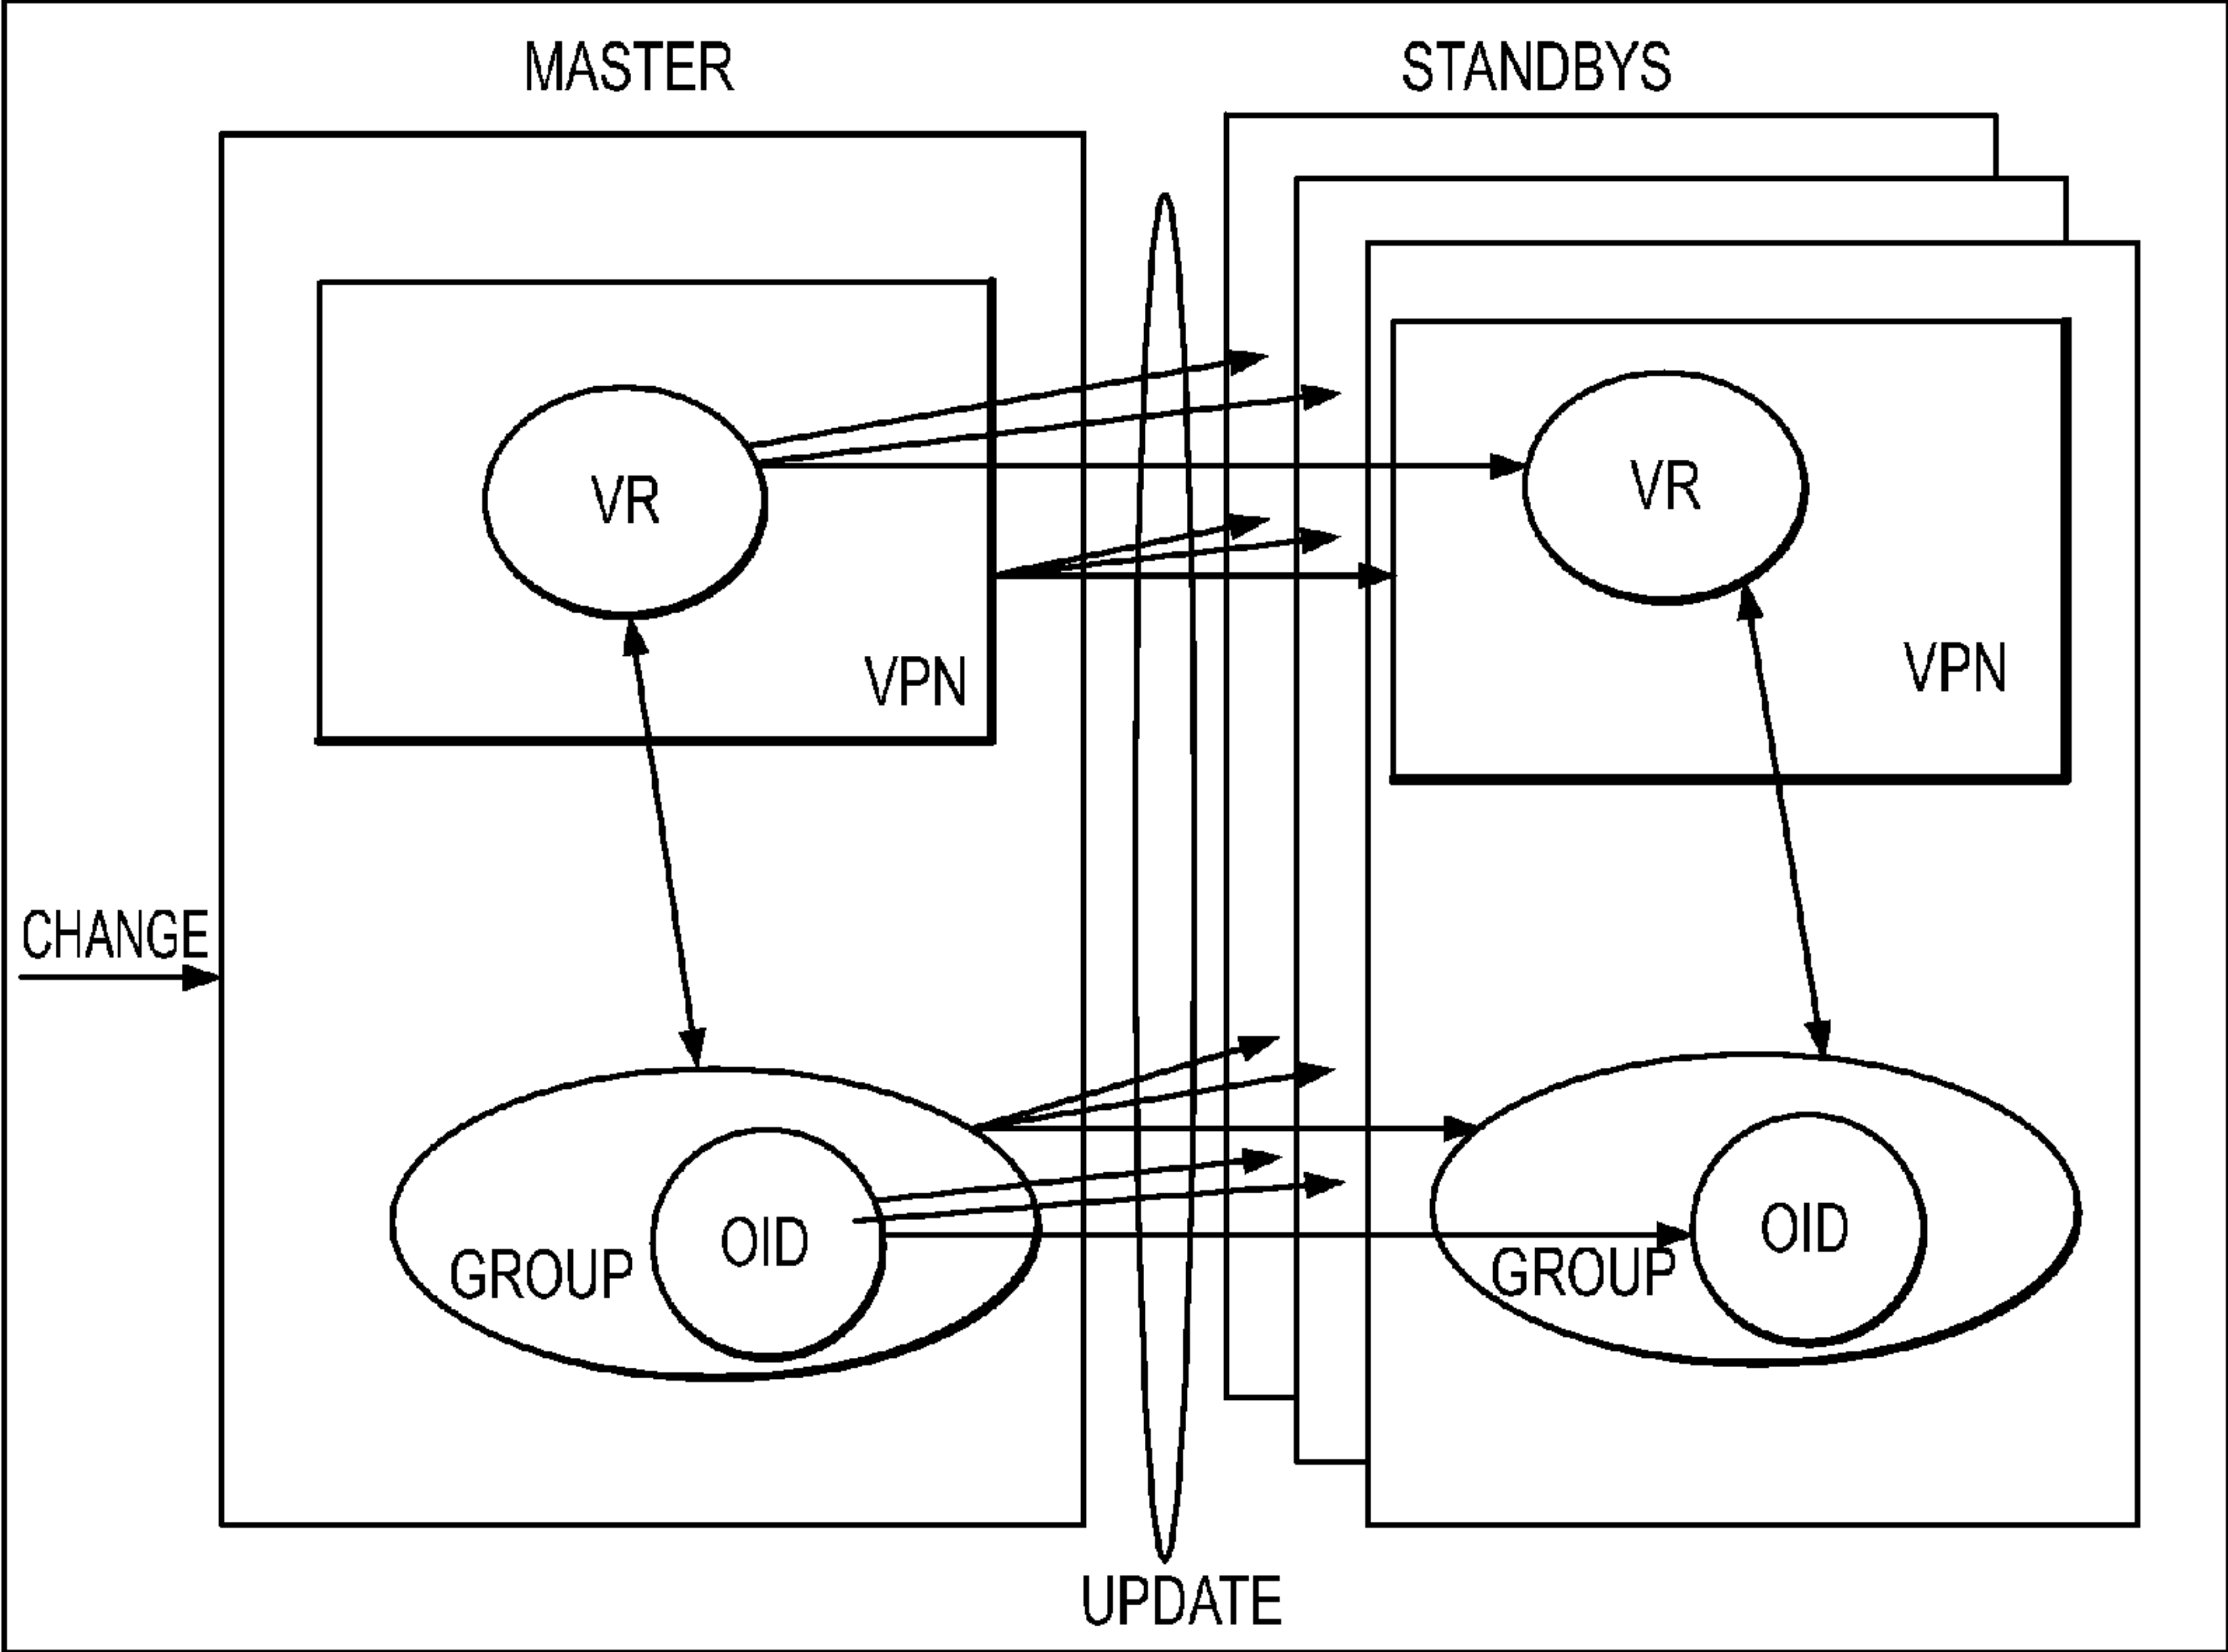 MASTER
STANDBYS
VR
VPN
VR
VPN
CHANGE
GROUP
OID
GROUP
OID
UPDATE